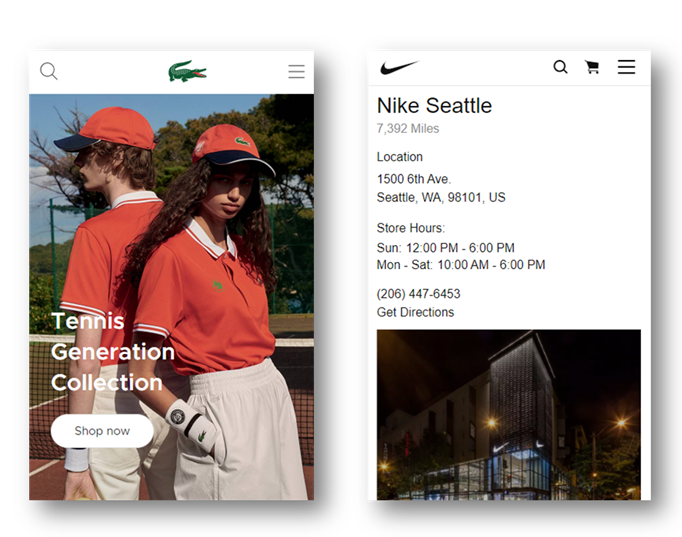 Tennis
Generation
Collection
Shop now
Nike Seattle
7,392 Miles
Location
1500 6th Ave.
Seattle, WA, 98101, US
Store Hours:
Sun: 12:00 PM - 6:00 PM
Mon - Sat: 10:00 AM - 6:00 PM
(206) 447-6453
Get Directions